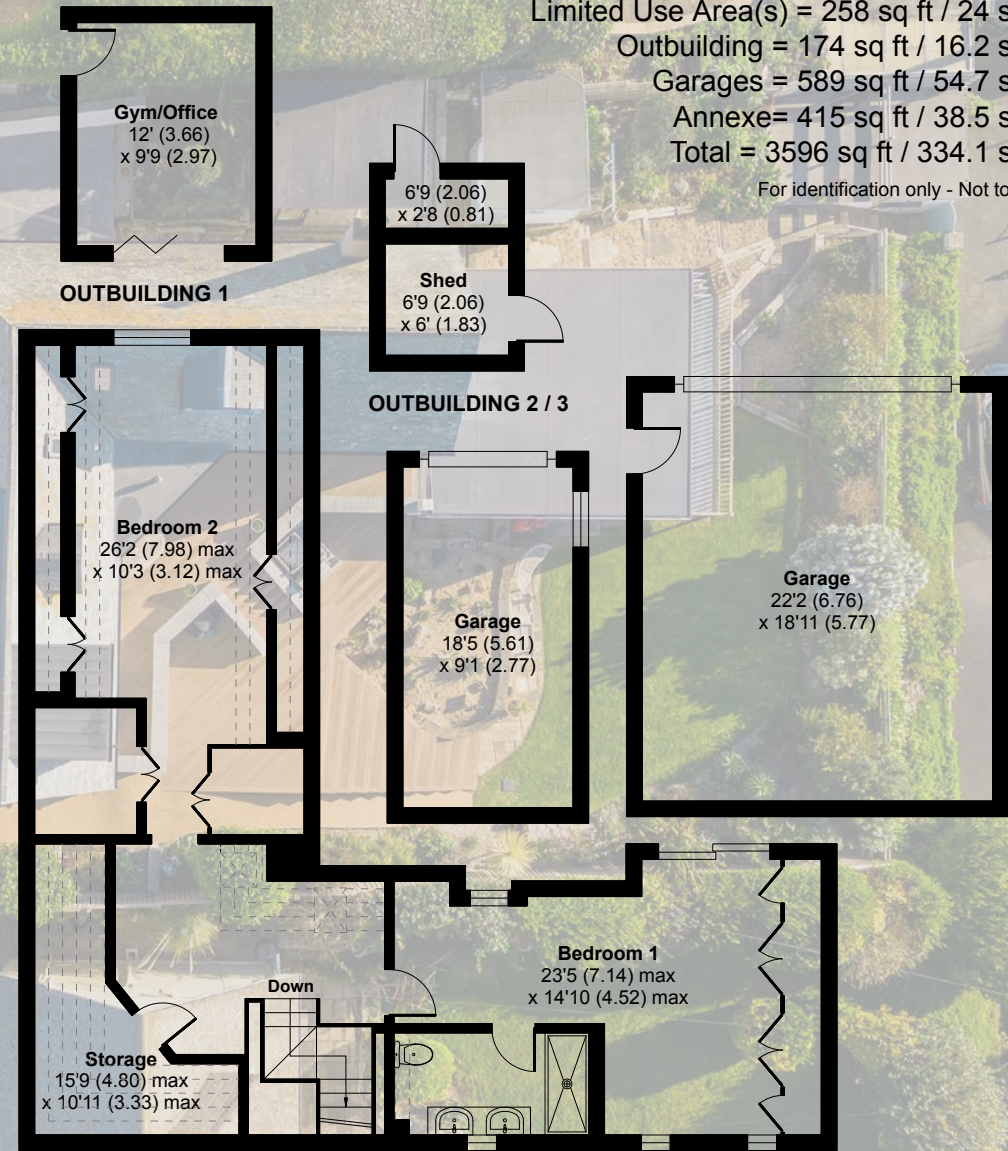 Limited Use Area(s) = 258 sq ft / 24 s
Outbuilding = 174 sq ft / 16.2 s
Garages = 589 sq ft / 54.7 s
Annexe= 415 sq ft / 38.5 s
Total = 3596 sq ft / 334.1 s
For identification only - Not to
Gym/Office
12' (3.66)
x 9'9 (2.97)
OUTBUILDING 1
6'9 (2.06)
x 2'8 (0.81)
Shed
6'9 (2.06)
x 6' (1.83)
OUTBUILDING 2 / 3
Bedroom 2
26'2 (7.98) max
x 10'3 (3.12) max
Garage
18'5 (5.61)
x 9'1 (2.77)
Garage
22'2 (6.76)
x 18'11 (5.77)
Bedroom 1
23'5 (7.14) max
x 14'10 (4.52) max
Down
Storage
15'9 (4.80) max
x 10'11 (3.33) max